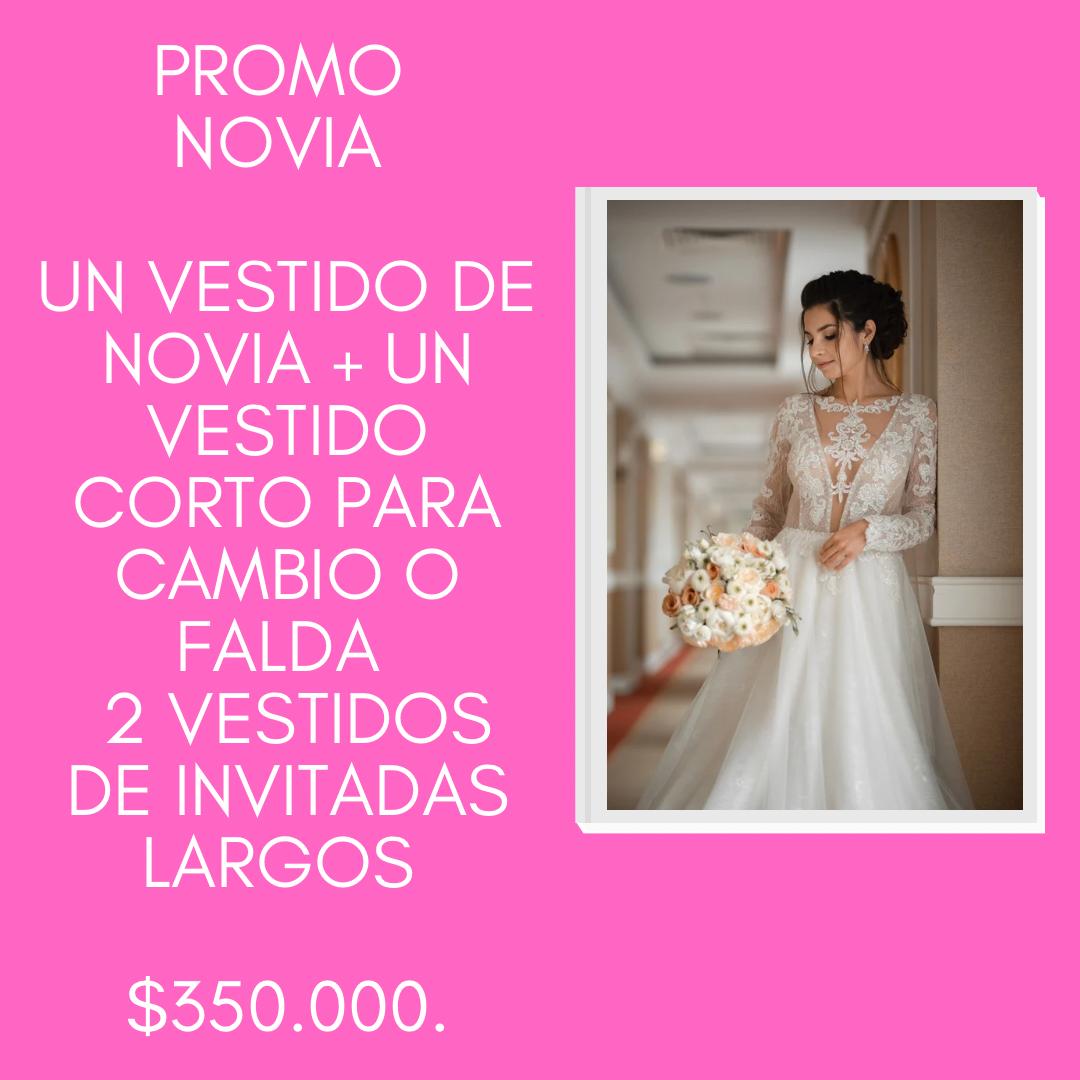 PROMO
NOVIA
UN VESTIDO DE
NOVIA + UN
VESTIDO
CORTO PARA
CAMBIO O
FALDA
2 VESTIDOS
DE INVITADAS
LARGOS
$350.000.